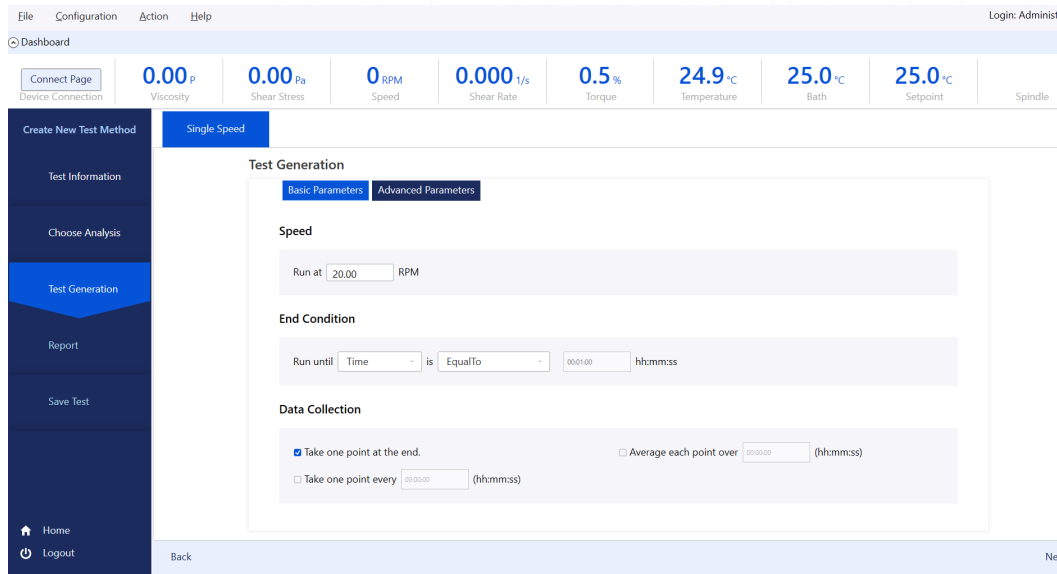 File Configuration Action Help Login: Administ
Dashboard
Connect Page
Device Connection
0.00 P
Viscosity
0.00 Pa
Shear Stress
0 RPM
Speed
0.000 1/s
Shear Rate
0.5 %
Torque
24.9 °C
Temperature
25.0 °C
Bath
25.0 °C
Setpoint
Spindle
Create New Test Method
Single Speed
Test Information
Choose Analysis
Test Generation
Report
Save Test
Home
Logout
Test Generation
Basic Parameters Advanced Parameters
Speed
Run at 20.00 RPM
End Condition
Run until Time is EqualTo 00:01:00 hh:mm:ss
Data Collection
Take one point at the end.
Average each point over 00:00:00 (hh:mm:ss)
Take one point every 00:00:00 (hh:mm:ss)
Back Ne